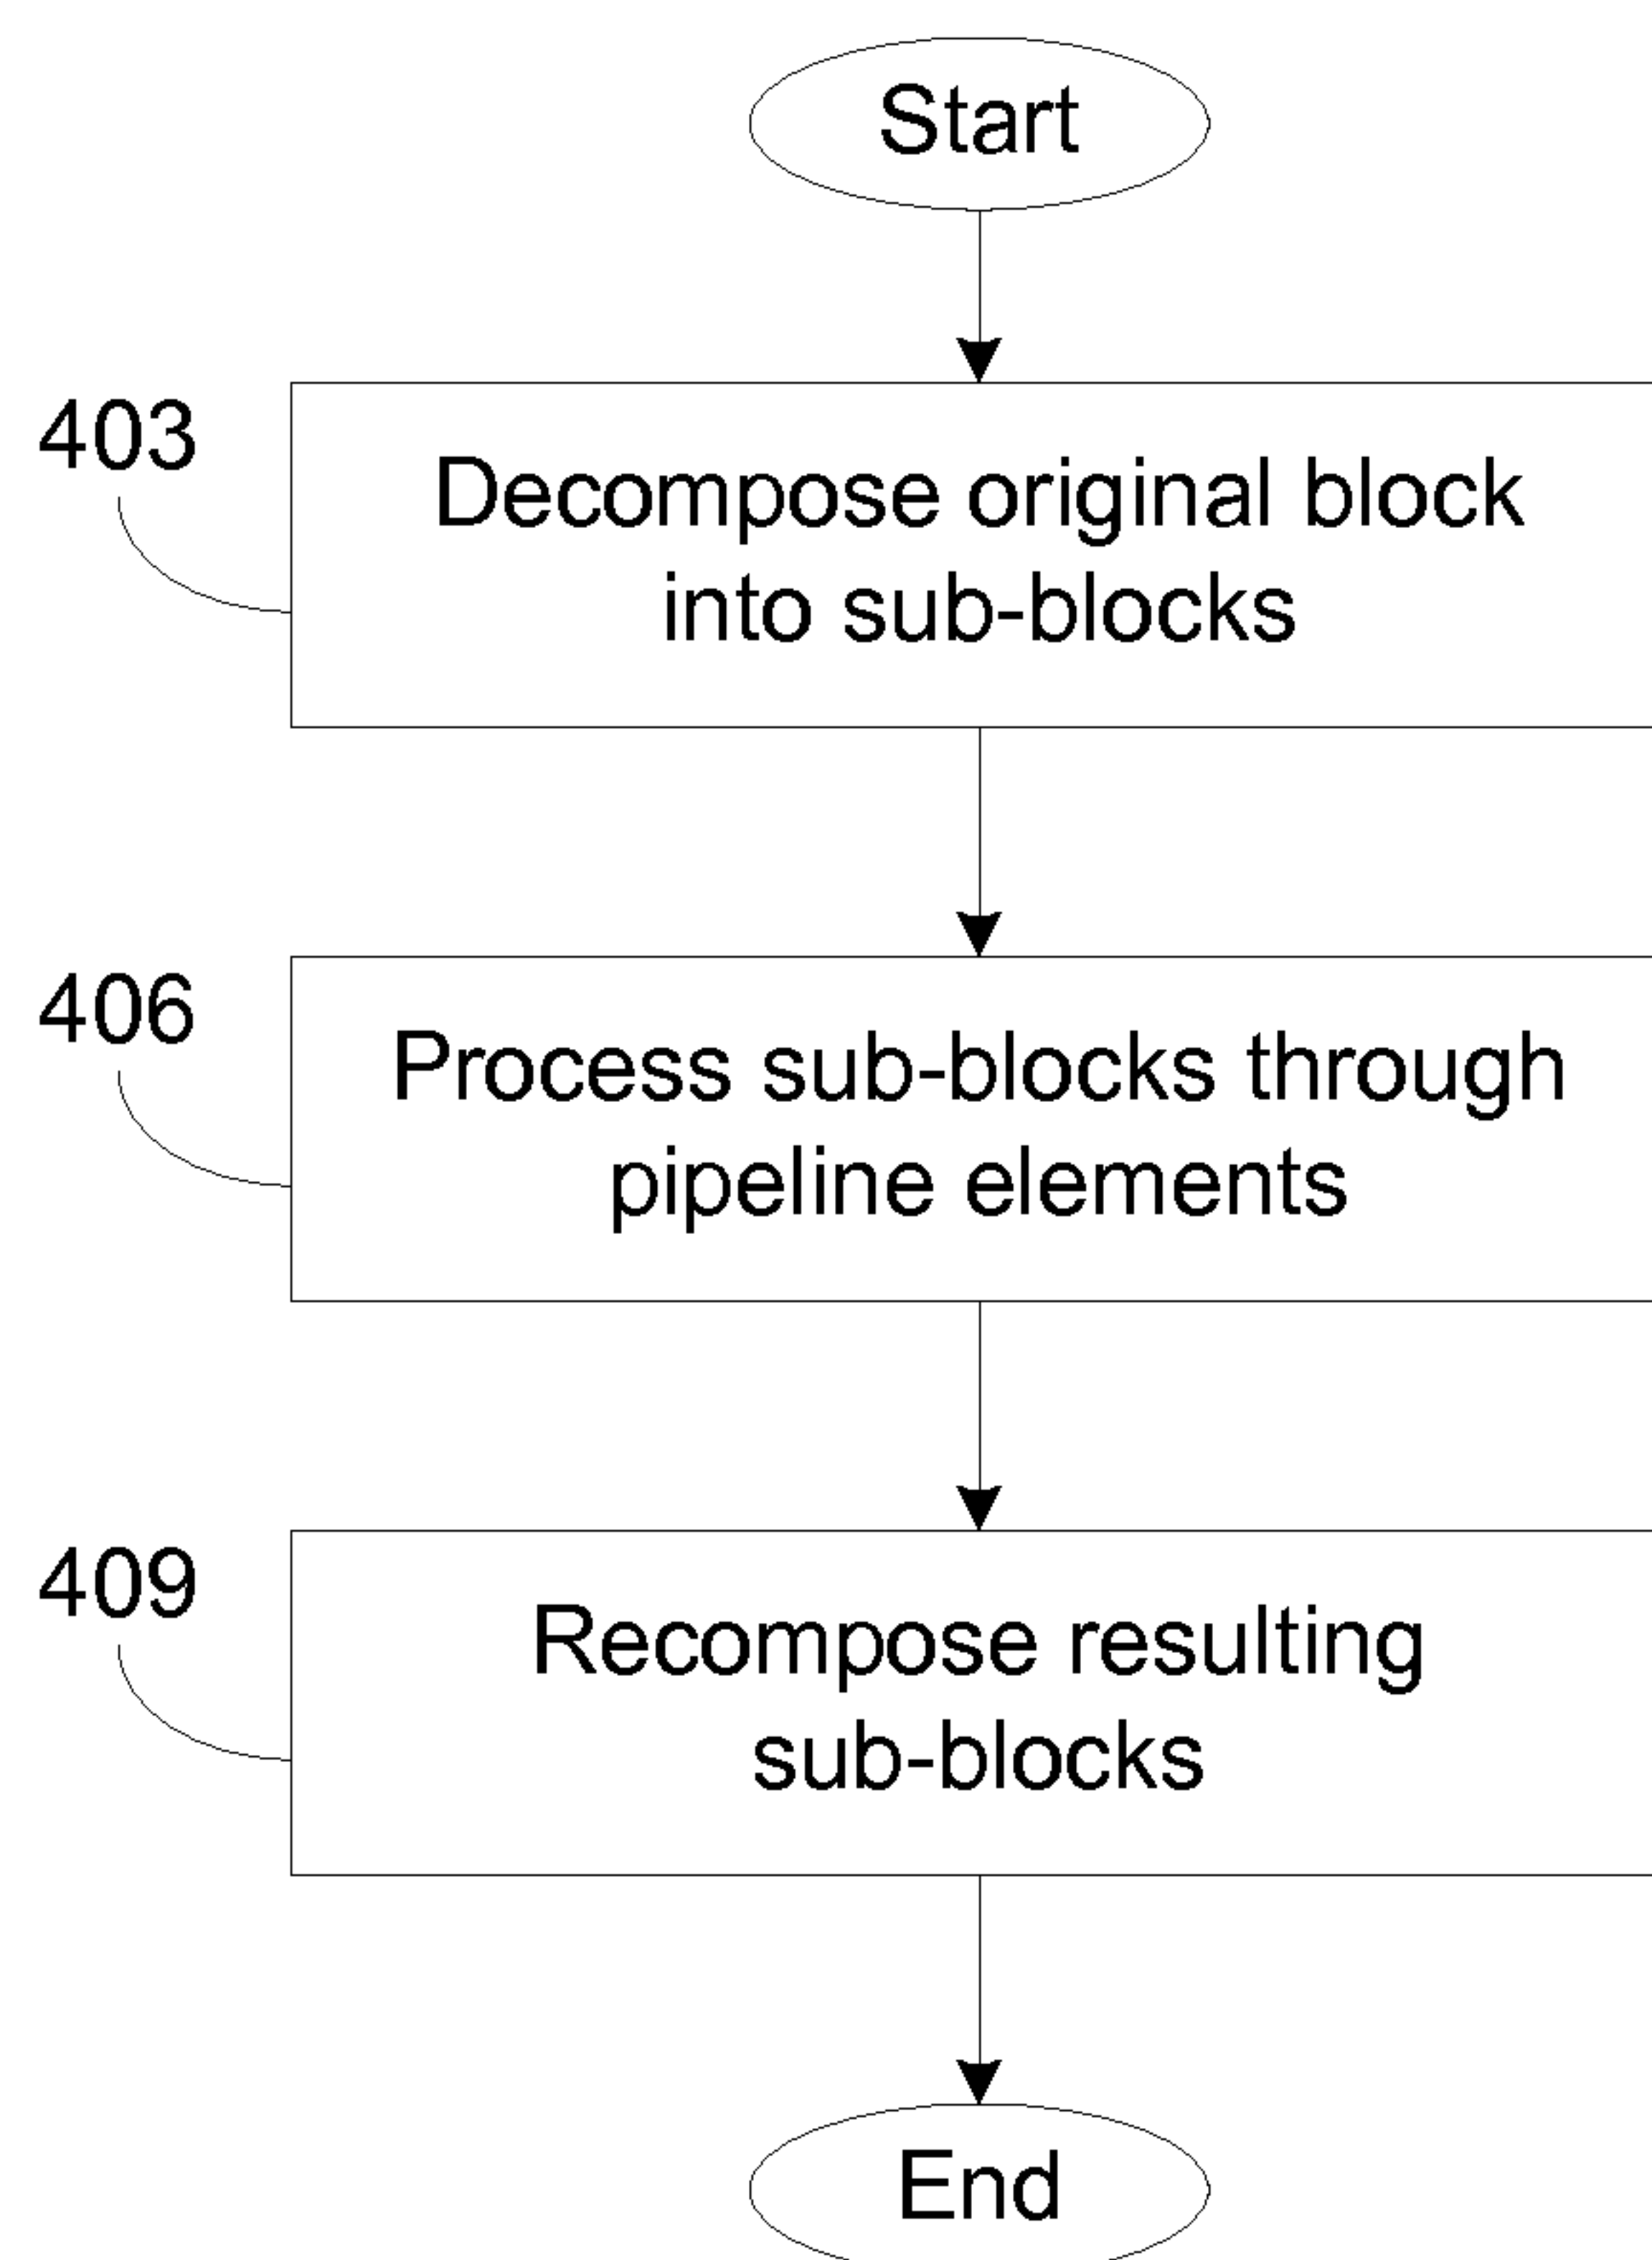 Start
403
Decompose original block
into sub-blocks
406
Process sub-blocks through
pipeline elements
409
Recompose resulting
sub-blocks
End